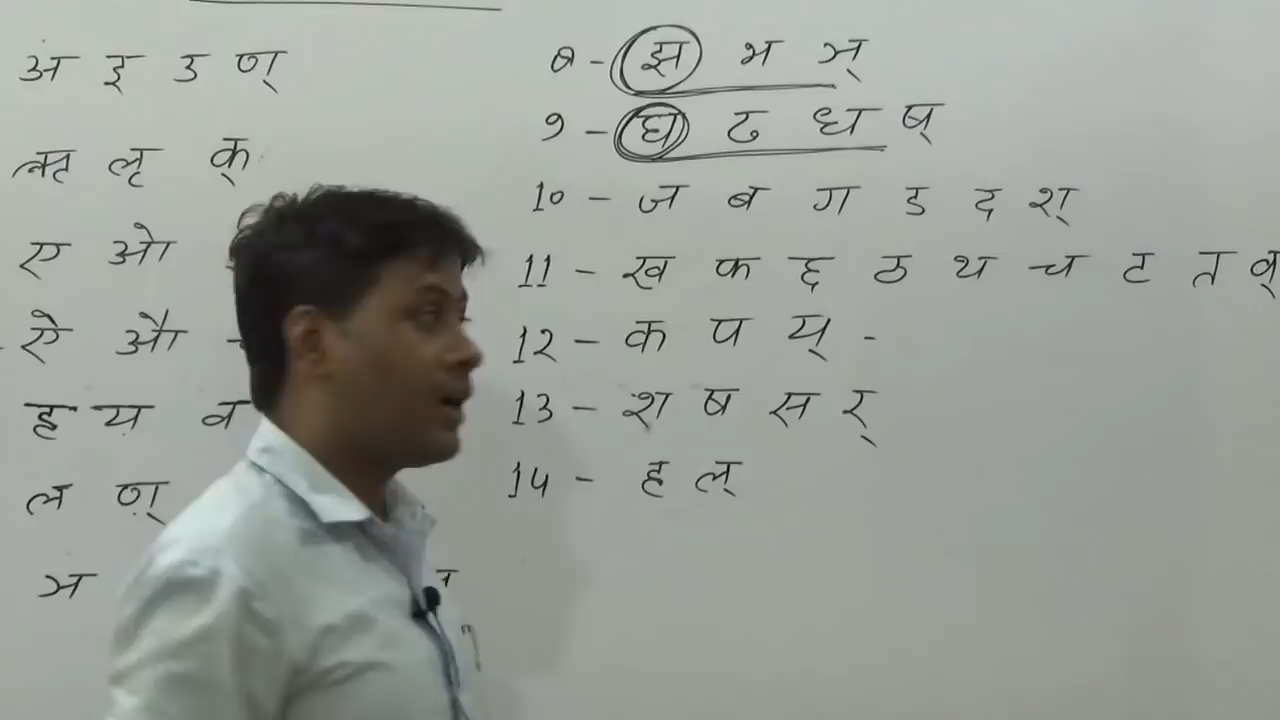 अ इ उ ण्
ऋ ऌ क्
ए ओ
ऐ औ -
ह य व
ल ण्
ञ
8 - झ भ ञ्
9 - घ ढ ध ष्
10 - ज ब ग ड द श्
11 - ख फ छ ठ थ च ट त व्
12 - क प य् -
13 - श ष स र्
14 - ह ल्